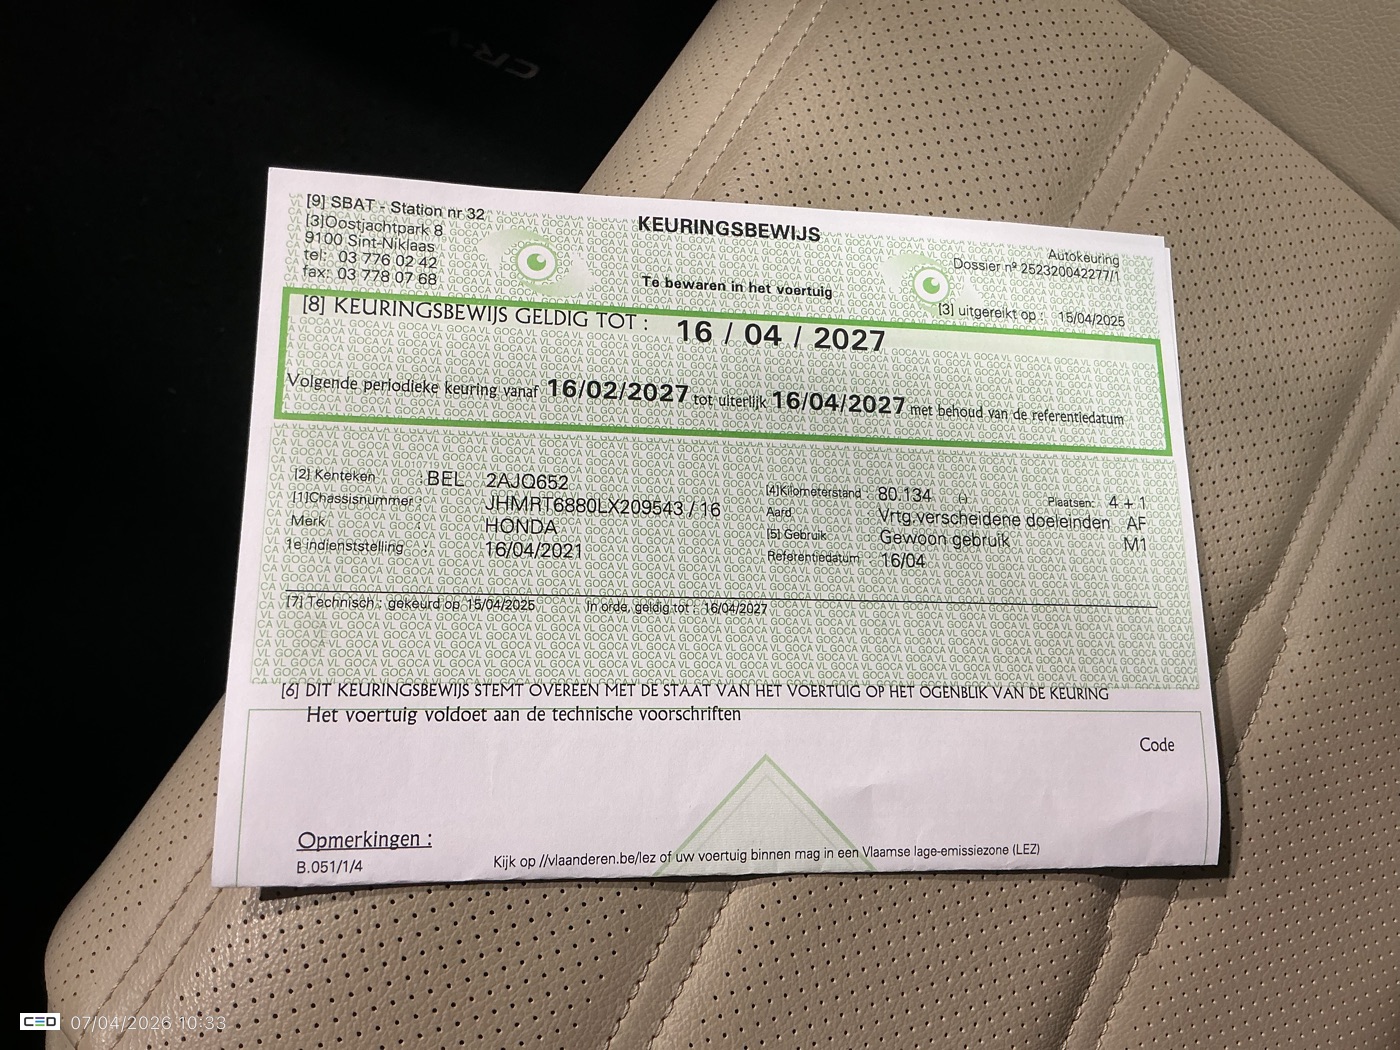 CR-V
[9] SBAT - Station nr 32
[3]Oostjachtpark 8
9100 Sint-Niklaas
tel: 03 776 02 42
fax: 03 778 07 68
KEURINGSBEWIJS
Te bewaren in het voertuig
Autokeuring
Dossier nº 252320042277/1
[3] uitgereikt op : 15/04/2025
[8] KEURINGSBEWIJS GELDIG TOT : 16 / 04 / 2027
Volgende periodieke keuring vanaf 16/02/2027 tot uiterlijk 16/04/2027 met behoud van de referentiedatum
[2] Kenteken : BEL 2AJQ652
[1]Chassisnummer : JHMRT6880LX209543 / 16
Merk : HONDA
1e indienststelling : 16/04/2021
[4]Kilometerstand : 80.134 () Plaatsen: 4 + 1
Aard : Vrtg.verscheidene doeleinden AF
[5] Gebruik : Gewoon gebruik M1
Referentiedatum : 16/04
[7] Technisch : gekeurd op 15/04/2025 In orde, geldig tot : 16/04/2027
[6] DIT KEURINGSBEWIJS STEMT OVEREEN MET DE STAAT VAN HET VOERTUIG OP HET OGENBLIK VAN DE KEURING
Het voertuig voldoet aan de technische voorschriften
Code
Opmerkingen :
B.051/1/4
Kijk op //vlaanderen.be/lez of uw voertuig binnen mag in een Vlaamse lage-emissiezone (LEZ)
CED 07/04/2026 10:33